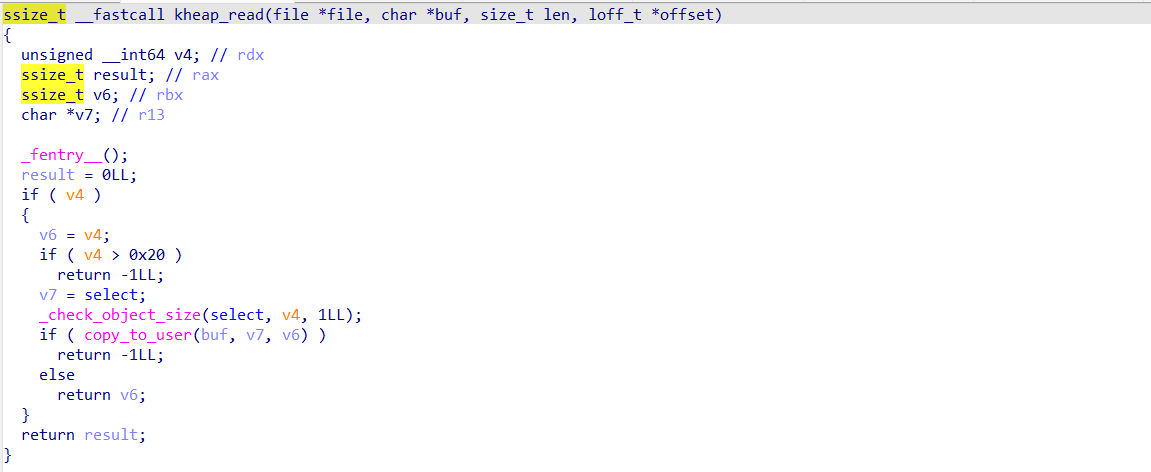 ssize_t __fastcall kheap_read(file *file, char *buf, size_t len, loff_t *offset)
{
  unsigned __int64 v4; // rdx
  ssize_t result; // rax
  ssize_t v6; // rbx
  char *v7; // r13

  _fentry__();
  result = 0LL;
  if ( v4 )
  {
    v6 = v4;
    if ( v4 > 0x20 )
      return -1LL;
    v7 = select;
    _check_object_size(select, v4, 1LL);
    if ( copy_to_user(buf, v7, v6) )
      return -1LL;
    else
      return v6;
  }
  return result;
}